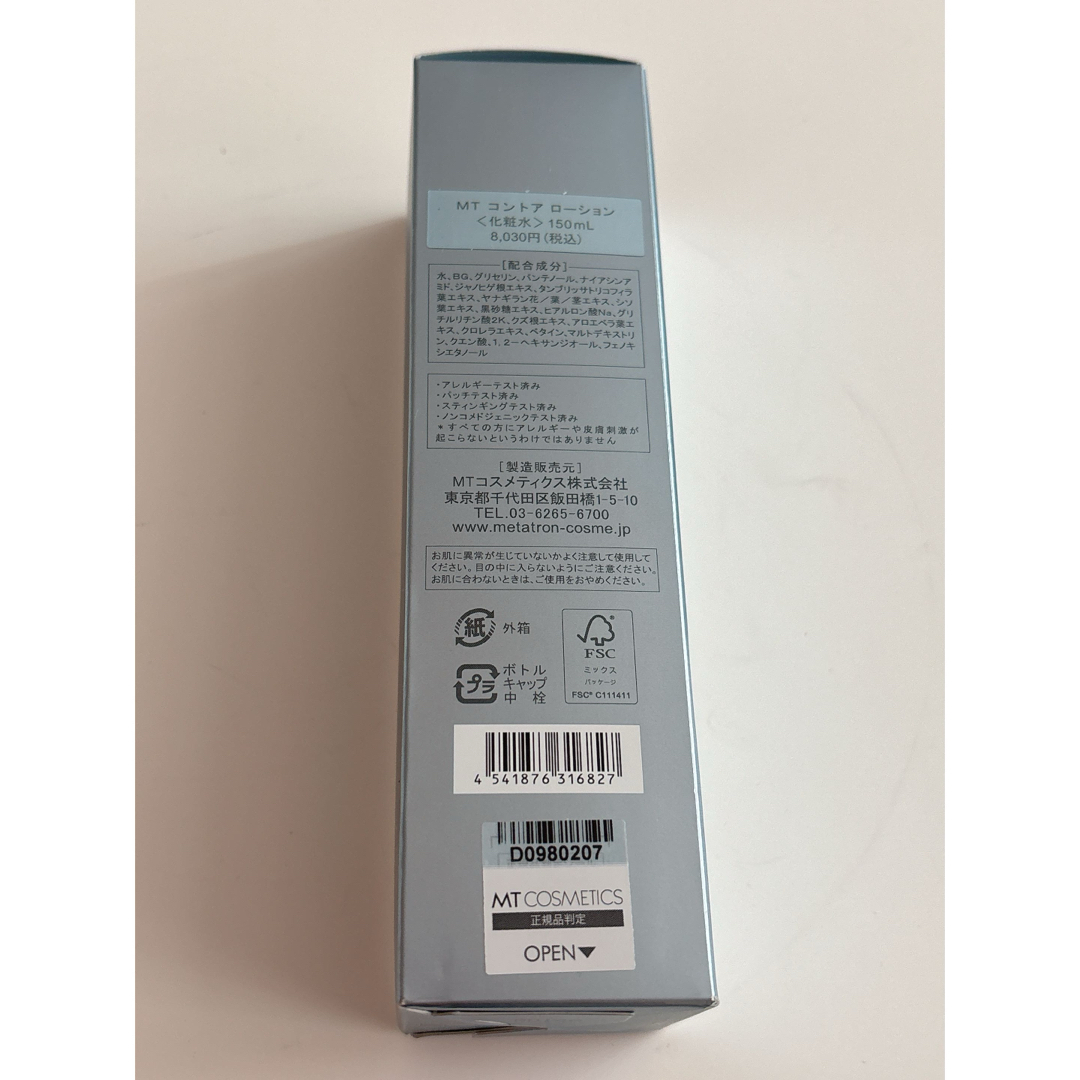 MT コントア ローション
＜化粧水＞150mL
8,030円(税込)
[配合成分]
水、BG、グリセリン、パンテノール、ナイアシンア
ミド、ジャノヒゲ根エキス、タンブリッサトリコフィラ
葉エキス、ヤナギラン花／葉／茎エキス、シソ
葉エキス、黒砂糖エキス、ヒアルロン酸Na、グリ
チルリチン酸2K、クズ根エキス、アロエベラ葉エ
キス、クロレラエキス、ベタイン、マルトデキストリ
ン、クエン酸、1,2-ヘキサンジオール、フェノキ
シエタノール
・アレルギーテスト済み
・パッチテスト済み
・スティンギングテスト済み
・ノンコメドジェニックテスト済み
＊すべての方にアレルギーや皮膚刺激が
起こらないというわけではありません
[製造販売元]
MTコスメティクス株式会社
東京都千代田区飯田橋1-5-10
TEL.03-6265-6700
www.metatron-cosme.jp
お肌に異常が生じていないかよく注意して使用して
ください。目の中に入らないようにご注意ください。
お肌に合わないときは、ご使用をおやめください。
紙 外箱
プラ ボトル
キャップ
中栓
FSC
ミックス
パッケージ
FSC® C111411
4 541876 316827
D0980207
MT COSMETICS
正規品判定
OPEN▼